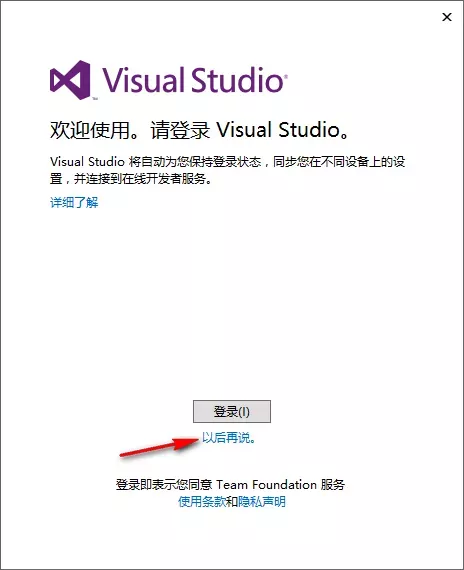 Visual Studio
欢迎使用。请登录 Visual Studio。
Visual Studio 将自动为您保持登录状态，同步您在不同设备上的设
置，并连接到在线开发者服务。
详细了解
登录(I)
以后再说。
登录即表示您同意 Team Foundation 服务
使用条款和隐私声明